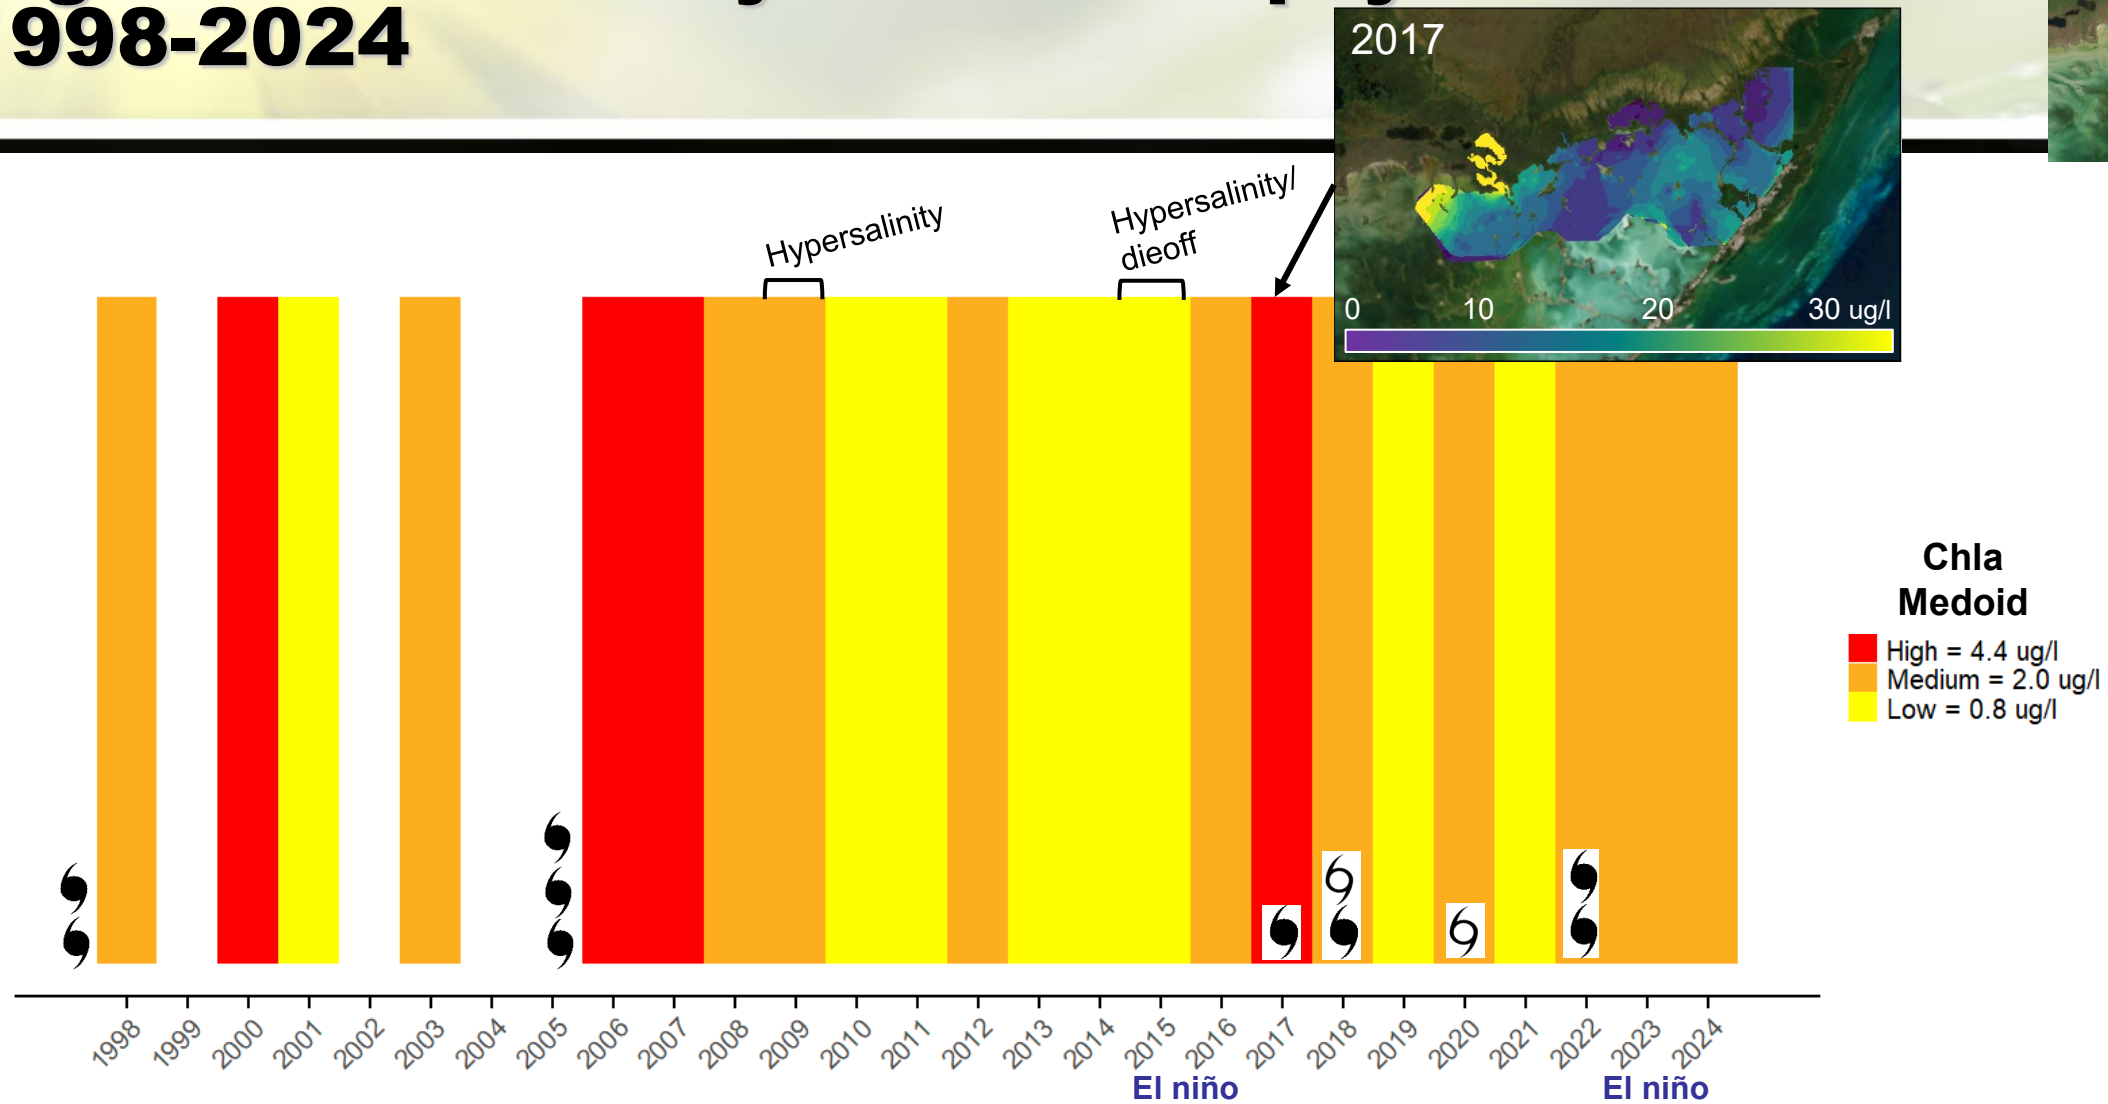 998-2024
2017
0 10 20 30 ug/l
Hypersalinity
Hypersalinity/
dieoff
Chla
Medoid
High = 4.4 ug/l
Medium = 2.0 ug/l
Low = 0.8 ug/l
1998 1999 2000 2001 2002 2003 2004 2005 2006 2007 2008 2009 2010 2011 2012 2013 2014 2015 2016 2017 2018 2019 2020 2021 2022 2023 2024
El niño El niño